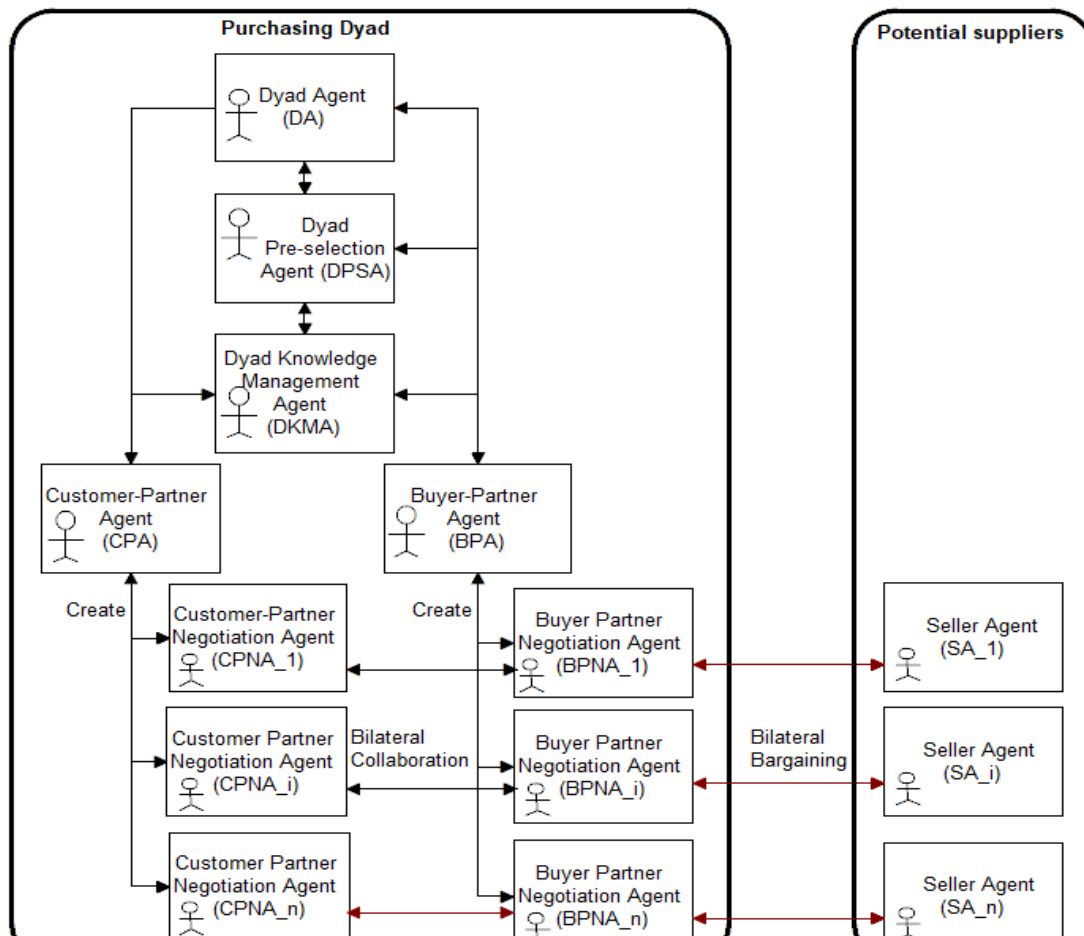 Purchasing Dyad
Potential suppliers
Dyad Agent
(DA)
Dyad
Pre-selection
Agent (DPSA)
Dyad Knowledge
Management
Agent
(DKMA)
Customer-Partner
Agent
(CPA)
Buyer-Partner
Agent
(BPA)
Create
Customer-Partner
Negotiation Agent
(CPNA_1)
Create
Buyer Partner
Negotiation Agent
(BPNA_1)
Seller Agent
(SA_1)
Customer Partner
Negotiation Agent
(CPNA_i)
Bilateral
Collaboration
Buyer Partner
Negotiation Agent
(BPNA_i)
Bilateral
Bargaining
Seller Agent
(SA_i)
Customer Partner
Negotiation Agent
(CPNA_n)
Buyer Partner
Negotiation Agent
(BPNA_n)
Seller Agent
(SA_n)